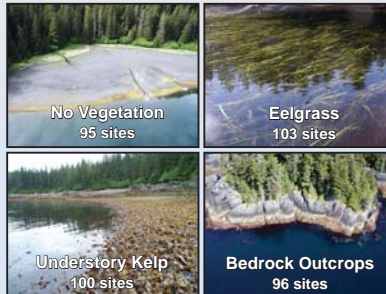 No Vegetation
95 sites
Eelgrass
103 sites
Understory Kelp
100 sites
Bedrock Outcrops
96 sites